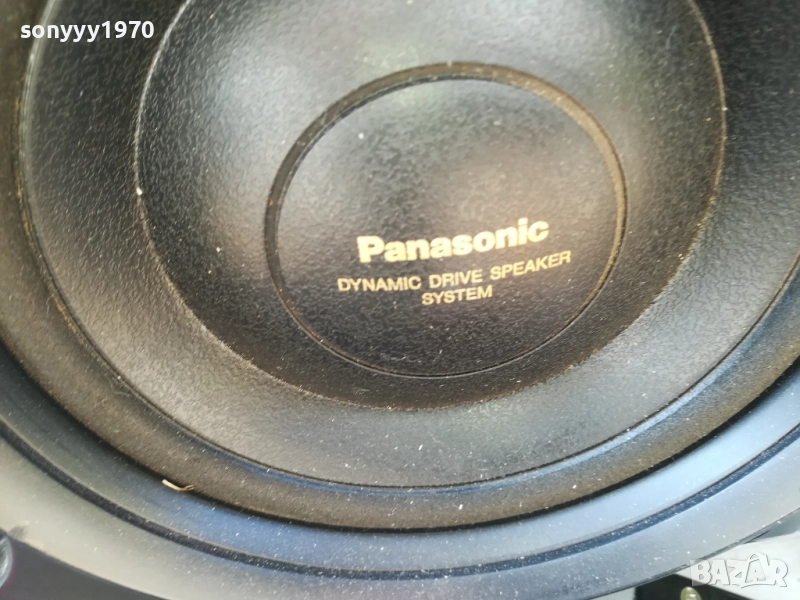 sonyyy1970
Panasonic
DYNAMIC DRIVE SPEAKER
SYSTEM
BAZAR